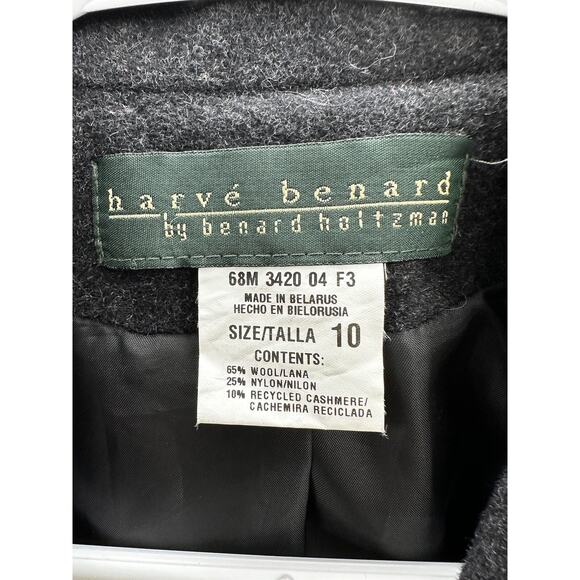 harvé benard
by benard holtzman
68M 3420 04 F3
MADE IN BELARUS
HECHO EN BIELORUSIA
SIZE/TALLA 10
CONTENTS:
65% WOOL/LANA
25% NYLON/NILON
10% RECYCLED CASHMERE/
CACHEMIRA RECICLADA